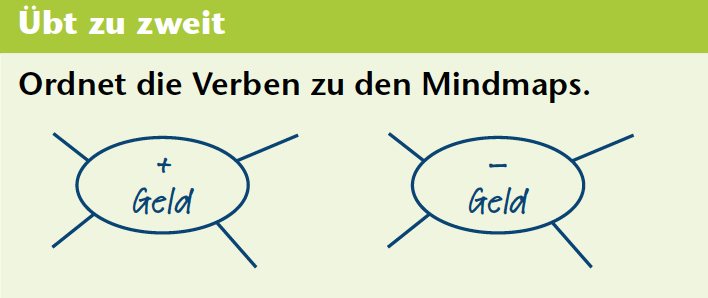 Übt zu zweit
Ordnet die Verben zu den Mindmaps.
+ −
Geld Geld